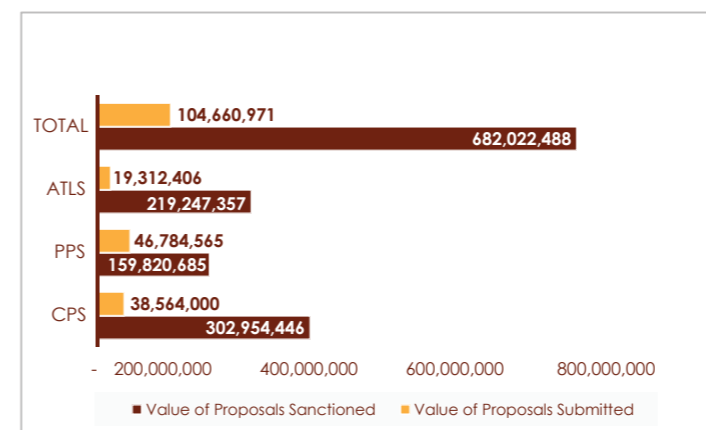 TOTAL
104,660,971
682,022,488
ATLS
19,312,406
219,247,357
PPS
46,784,565
159,820,685
CPS
38,564,000
302,954,446
- 200,000,000 400,000,000 600,000,000 800,000,000
Value of Proposals Sanctioned Value of Proposals Submitted